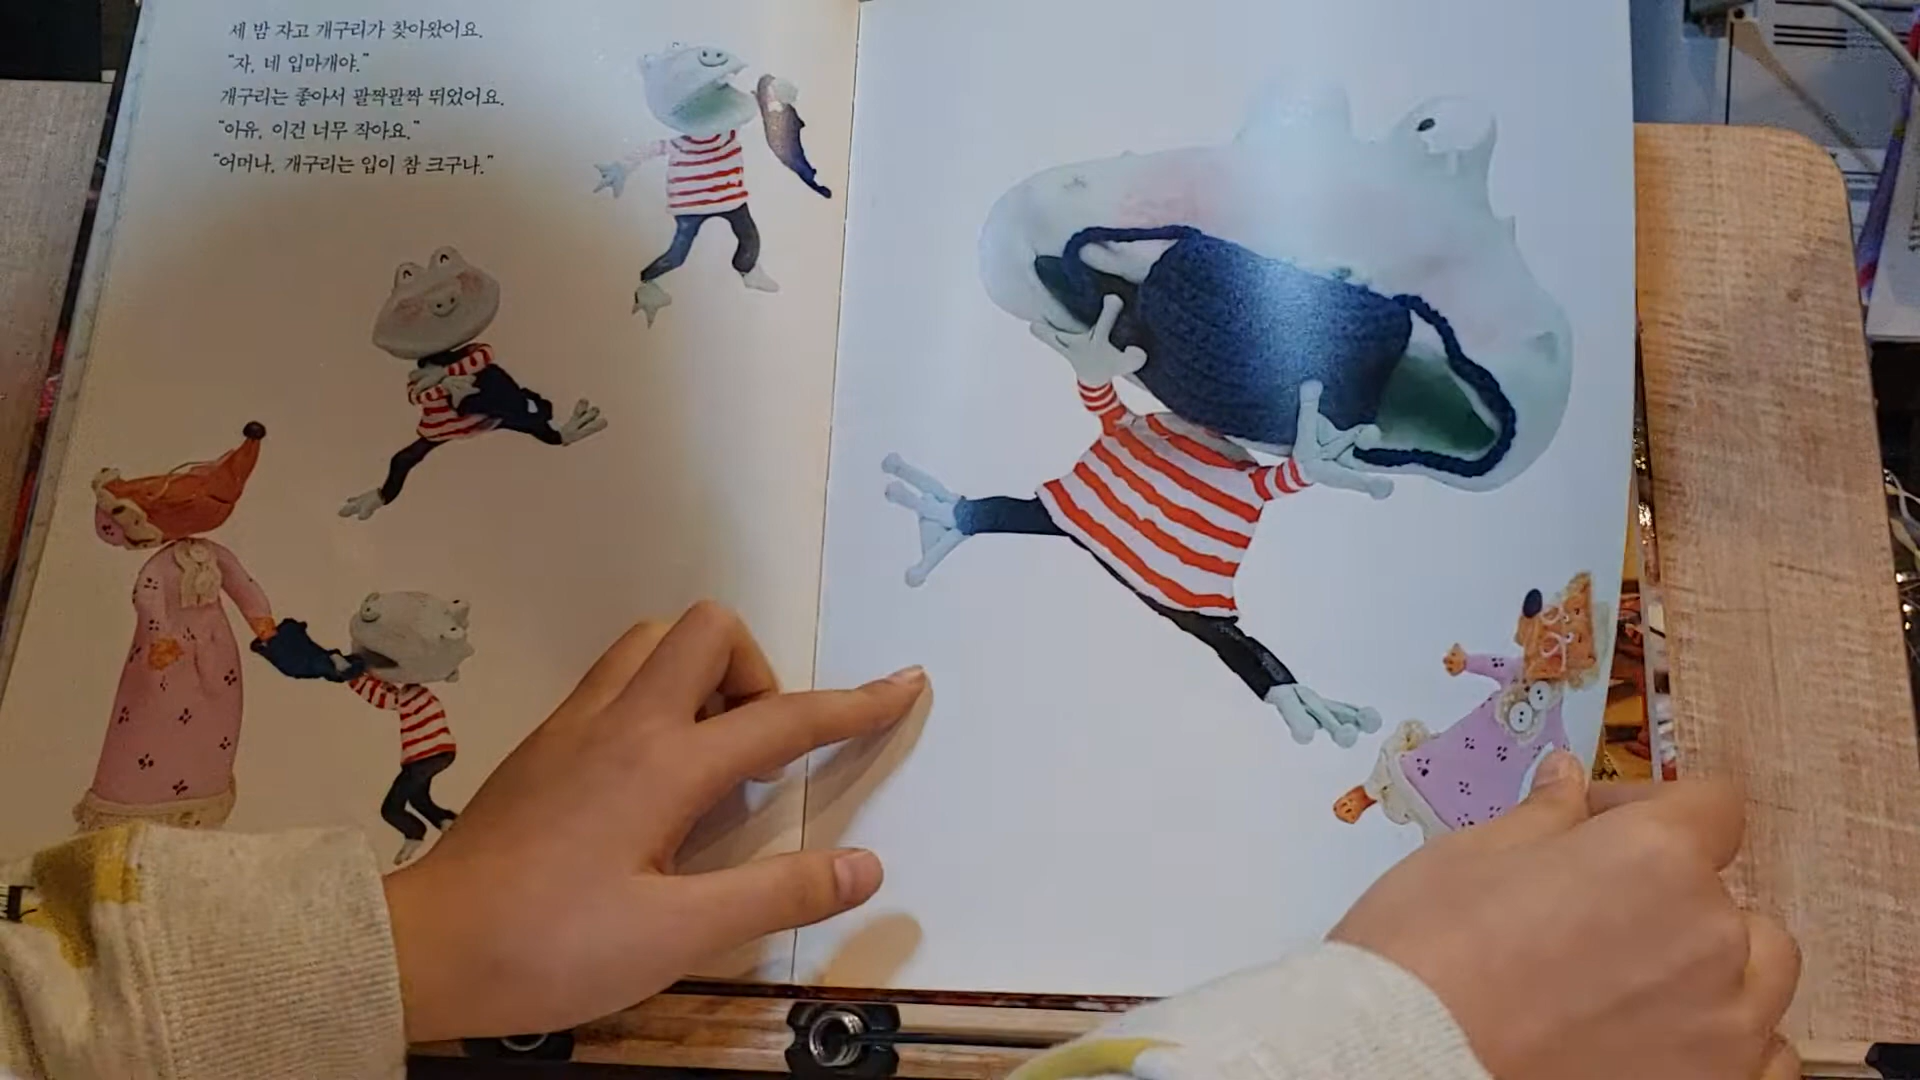 세 밤 자고 개구리가 찾아왔어요.
“자, 네 입마개야.”
개구리는 좋아서 팔짝팔짝 뛰었어요.
“아유, 이건 너무 작아요.”
“어머나, 개구리는 입이 참 크구나.”